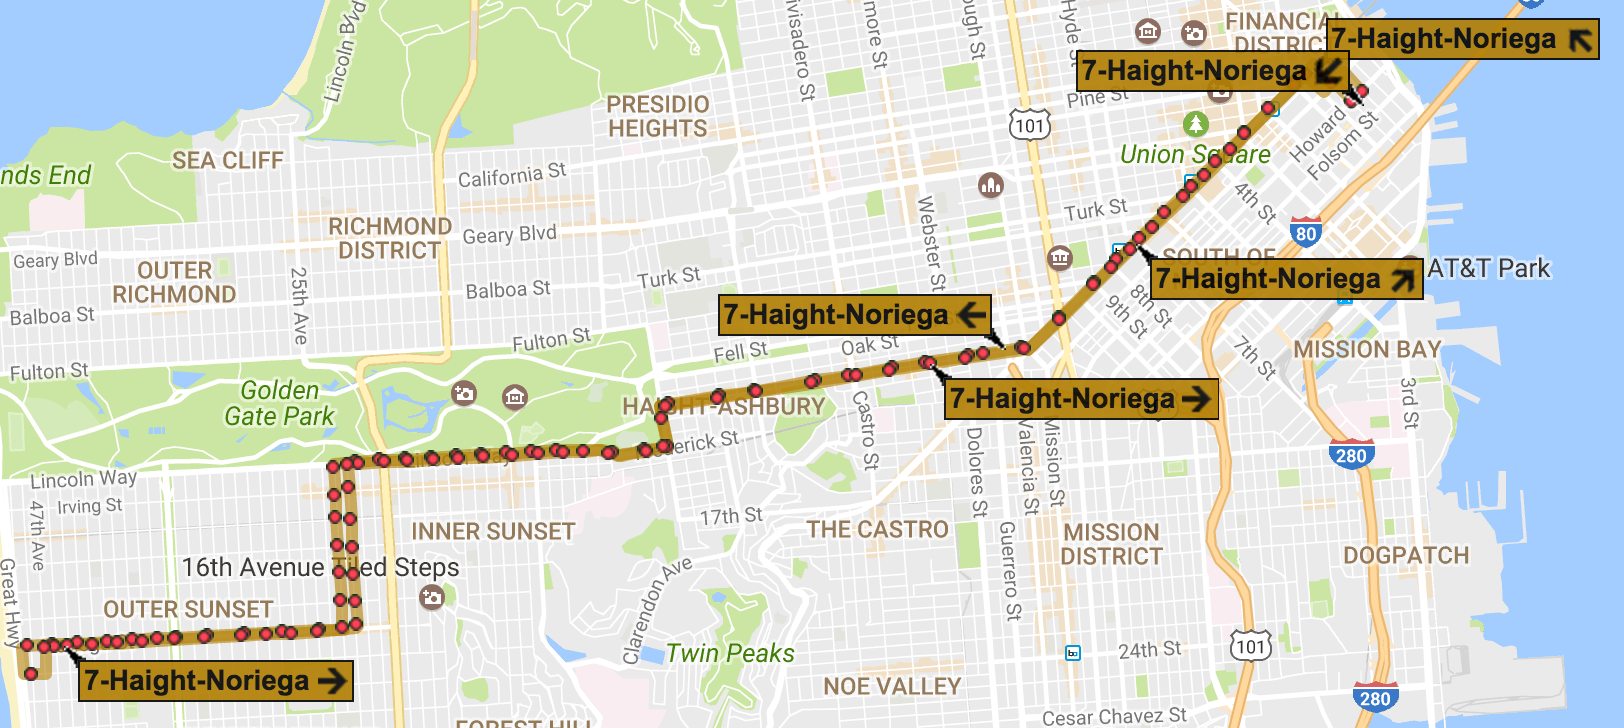 Lincoln Blvd
Divisadero St
Hyde St
FINANCIAL
DISTRICT
7-Haight-Noriega
7-Haight-Noriega
Pine St
101
PRESIDIO
HEIGHTS
SEA CLIFF
nds End
California St
Union Square
Howard St
Folsom St
4th St
Webster St
Turk St
RICHMOND
DISTRICT
Geary Blvd
Geary Blvd
80
OUTER
RICHMOND
25th Ave
Turk St
SOUTH OF
7-Haight-Noriega
AT&T Park
Balboa St
Balboa St
8th St
9th St
7-Haight-Noriega
Fulton St
Fulton St
Fell St
Oak St
7th St
MISSION BAY
Golden
Gate Park
HAIGHT-ASHBURY
7-Haight-Noriega
3rd St
Castro St
erick St
Dolores St
Valencia St
Mission St
280
Lincoln Way
Irving St
47th Ave
17th St
INNER SUNSET
THE CASTRO
MISSION
DISTRICT
Guerrero St
DOGPATCH
16th Avenue Tiled Steps
Great Hwy
OUTER SUNSET
Clarendon Ave
Twin Peaks
24th St
101
7-Haight-Noriega
NOE VALLEY
280
FOREST HILL
Cesar Chavez St